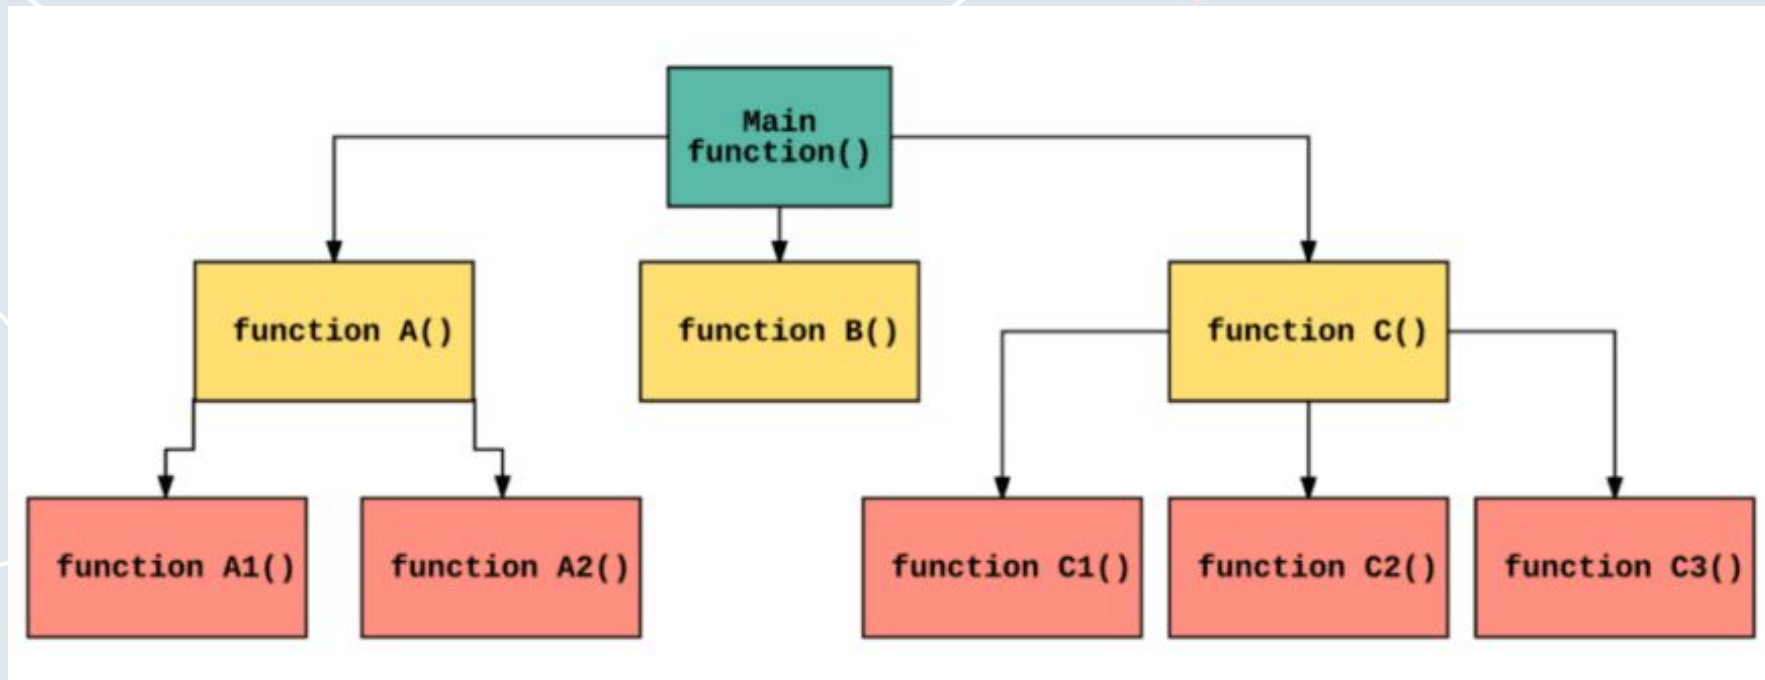 Main
function()
function A()
function B()
function C()
function A1()
function A2()
function C1()
function C2()
function C3()